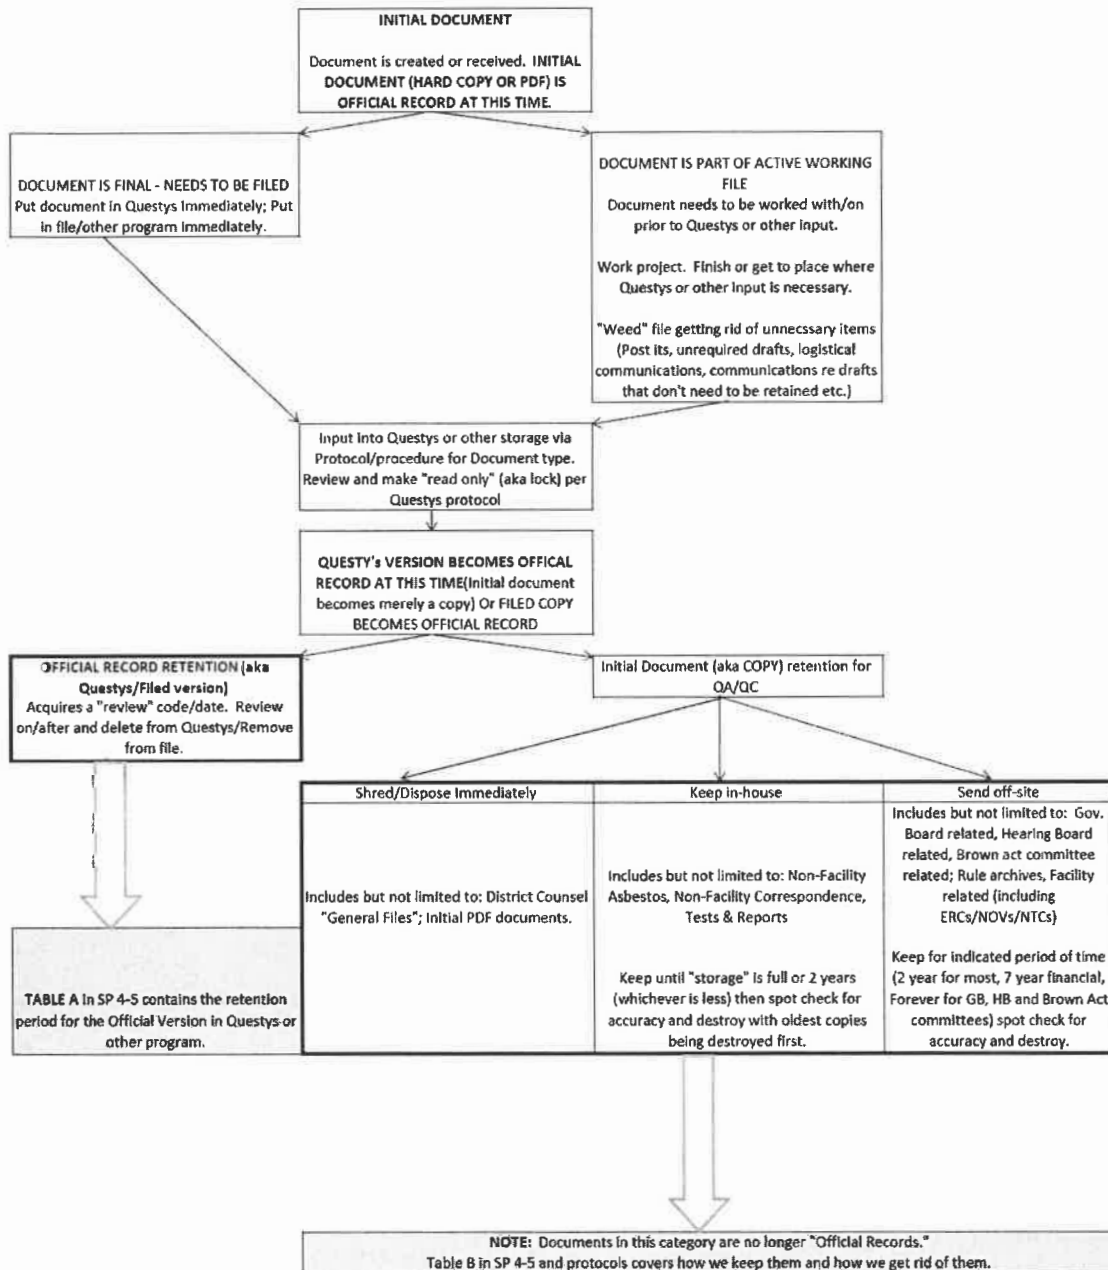 INITIAL DOCUMENT
Document is created or received. INITIAL
DOCUMENT (HARD COPY OR PDF) IS
OFFICIAL RECORD AT THIS TIME.
DOCUMENT IS FINAL - NEEDS TO BE FILED
Put document in Questys immediately; Put
in file/other program immediately.
DOCUMENT IS PART OF ACTIVE WORKING
FILE
Document needs to be worked with/on
prior to Questys or other input.
Work project. Finish or get to place where
Questys or other input is necessary.
"Weed" file getting rid of unnecssary items
(Post its, unrequired drafts, logistical
communications, communications re drafts
that don't need to be retained etc.)
Input into Questys or other storage via
Protocol/procedure for Document type.
Review and make "read only" (aka lock) per
Questys protocol
QUESTY's VERSION BECOMES OFFICAL
RECORD AT THIS TIME(Initial document
becomes merely a copy) Or FILED COPY
BECOMES OFFICIAL RECORD
OFFICIAL RECORD RETENTION (aka
Questys/Filed version)
Acquires a "review" code/date. Review
on/after and delete from Questys/Remove
from file.
Initial Document (aka COPY) retention for
QA/QC
Shred/Dispose Immediately
Includes but not limited to: District Counsel
"General Files"; Initial PDF documents.
Keep in-house
Includes but not limited to: Non-Facility
Asbestos, Non-Facility Correspondence,
Tests & Reports
Keep until "storage" is full or 2 years
(whichever is less) then spot check for
accuracy and destroy with oldest copies
being destroyed first.
Send off-site
Includes but not limited to: Gov.
Board related, Hearing Board
related, Brown act committee
related; Rule archives, Facility
related (including
ERCs/NOVs/NTCs)
Keep for indicated period of time
(2 year for most, 7 year financial,
Forever for GB, HB and Brown Act
committees) spot check for
accuracy and destroy.
TABLE A in SP 4-5 contains the retention
period for the Official Version in Questys or
other program.
NOTE: Documents in this category are no longer "Official Records."
Table B in SP 4-5 and protocols covers how we keep them and how we get rid of them.